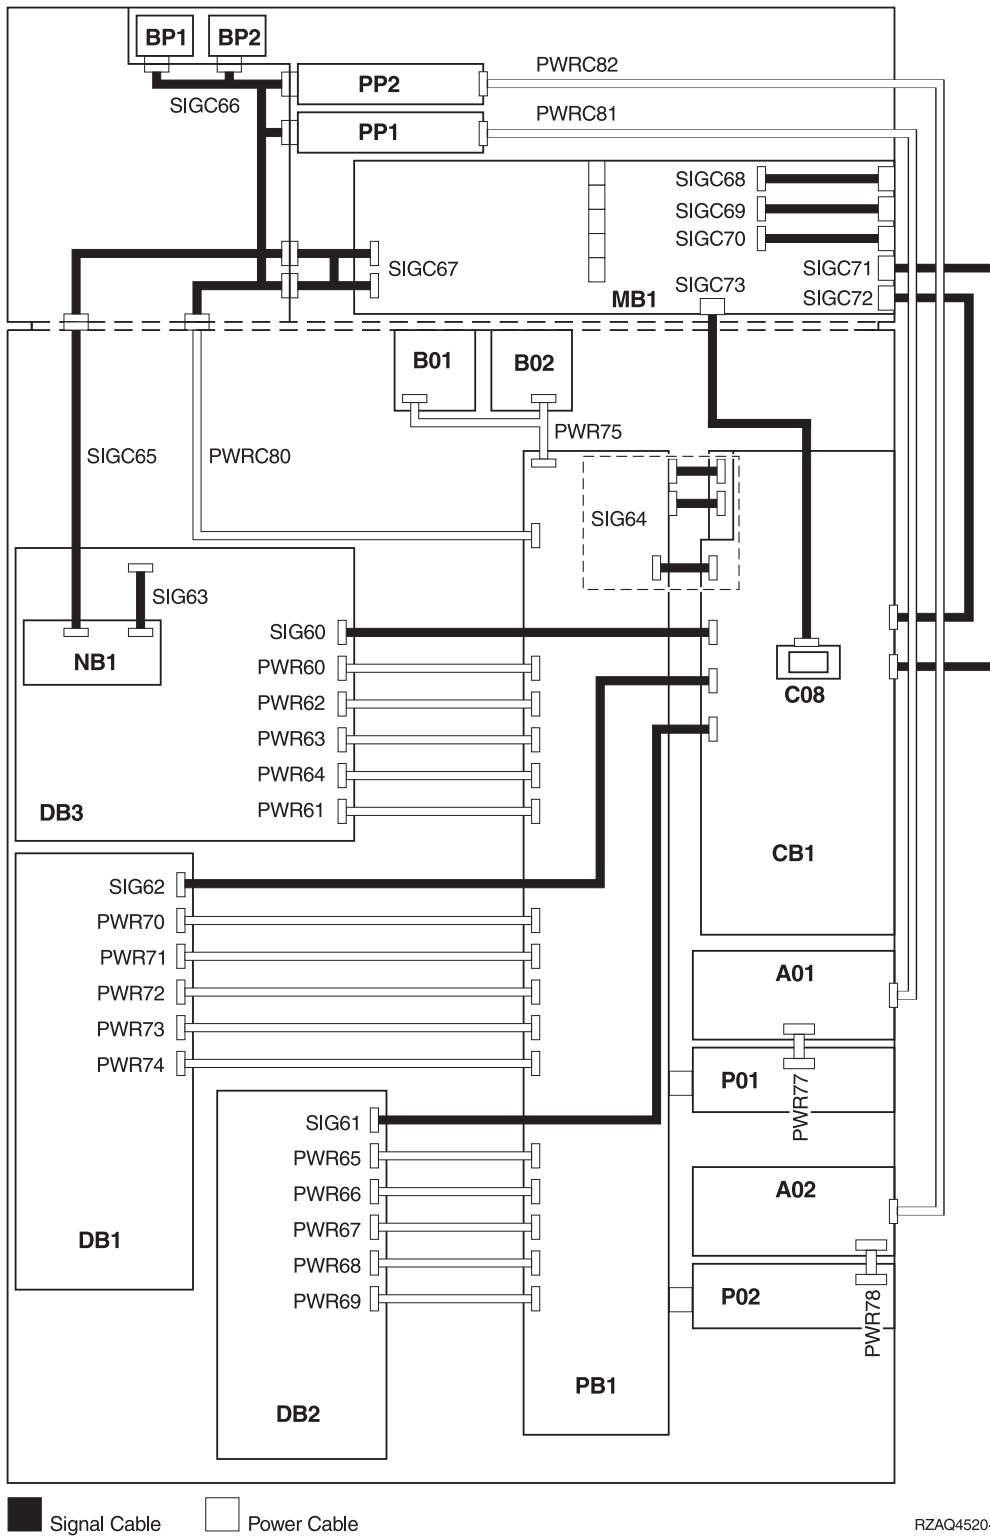 BP1
BP2
PWRC82
PP2
SIGC66
PWRC81
PP1
SIGC68
SIGC69
SIGC70
SIGC67
SIGC71
SIGC73
MB1
SIGC72
B01
B02
PWR75
SIGC65
PWRC80
SIG64
SIG63
SIG60
NB1
PWR60
C08
PWR62
PWR63
PWR64
DB3
PWR61
CB1
SIG62
PWR70
PWR71
A01
PWR72
PWR73
PWR74
P01
PWR77
SIG61
PWR65
PWR66
A02
PWR67
DB1
PWR68
PWR69
P02
PWR78
PB1
DB2
Signal Cable
Power Cable
RZAQ4520-